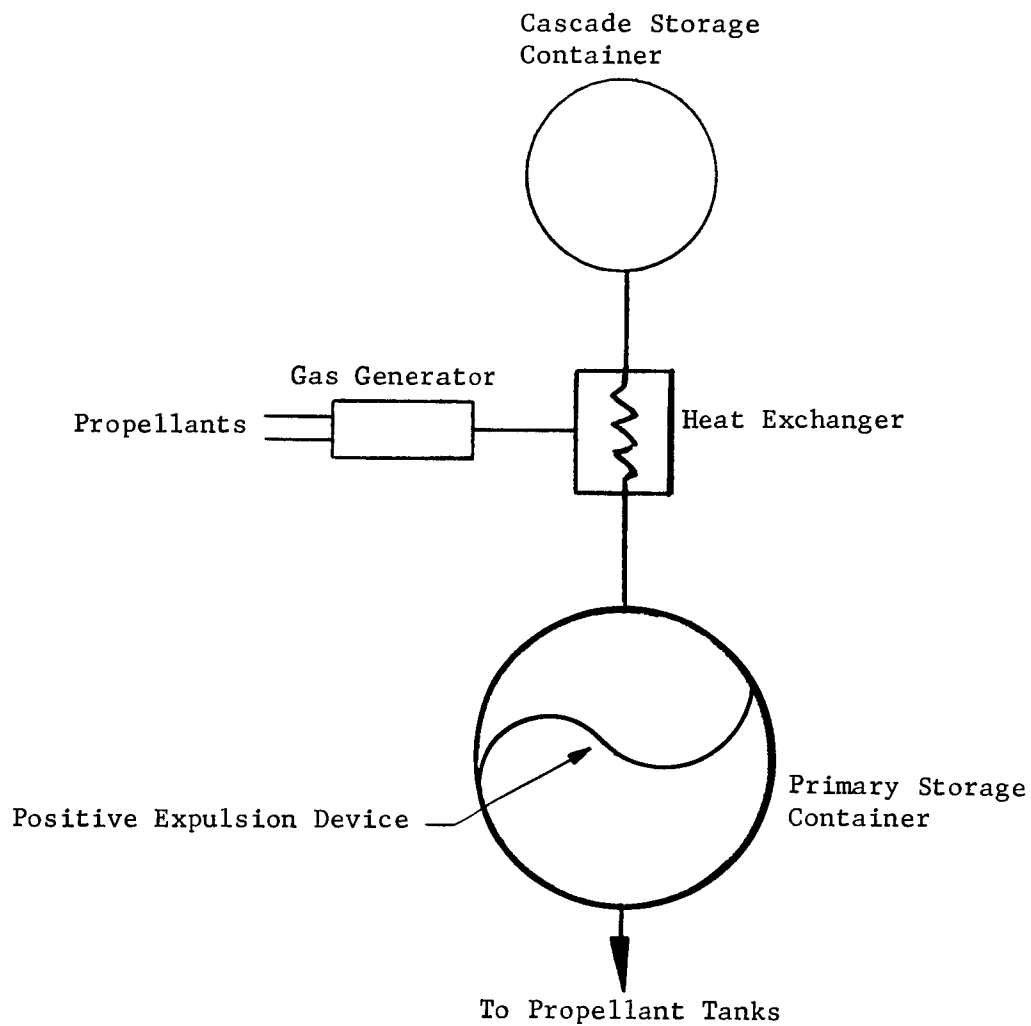 Cascade Storage
Container
Gas Generator
Propellants
Heat Exchanger
Primary Storage
Container
Positive Expulsion Device
To Propellant Tanks